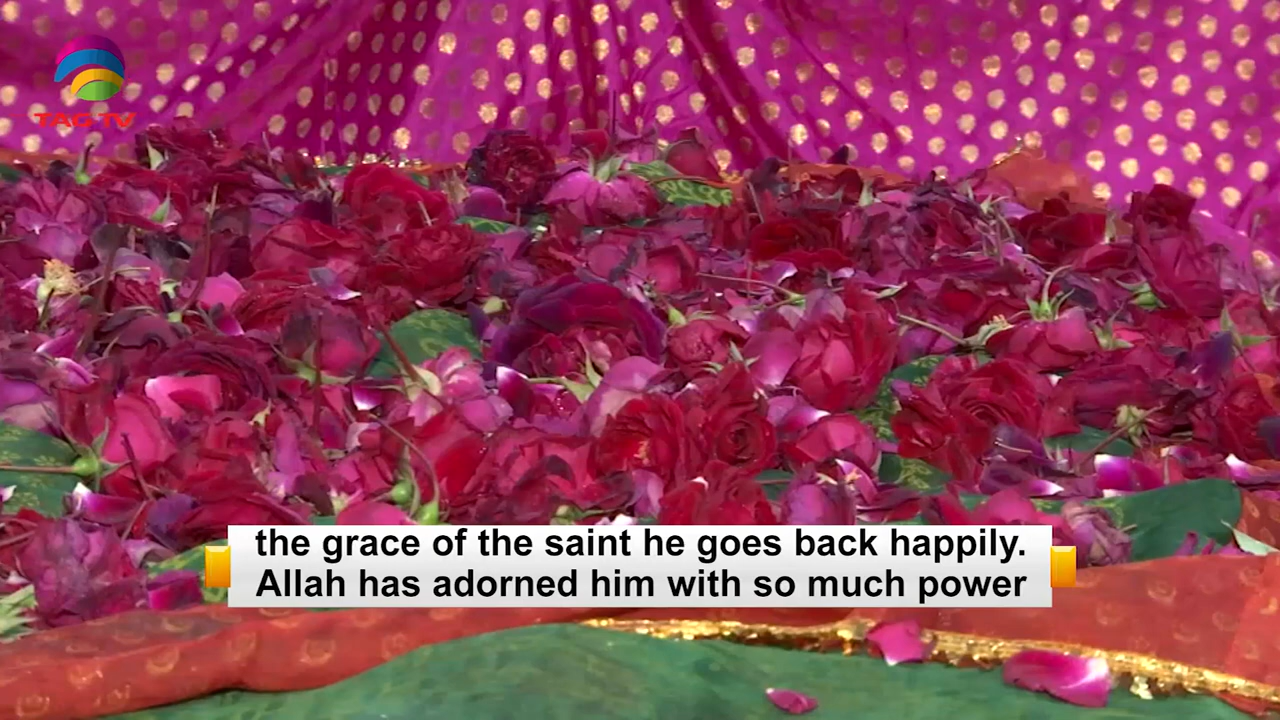 TAG TV
the grace of the saint he goes back happily.
Allah has adorned him with so much power